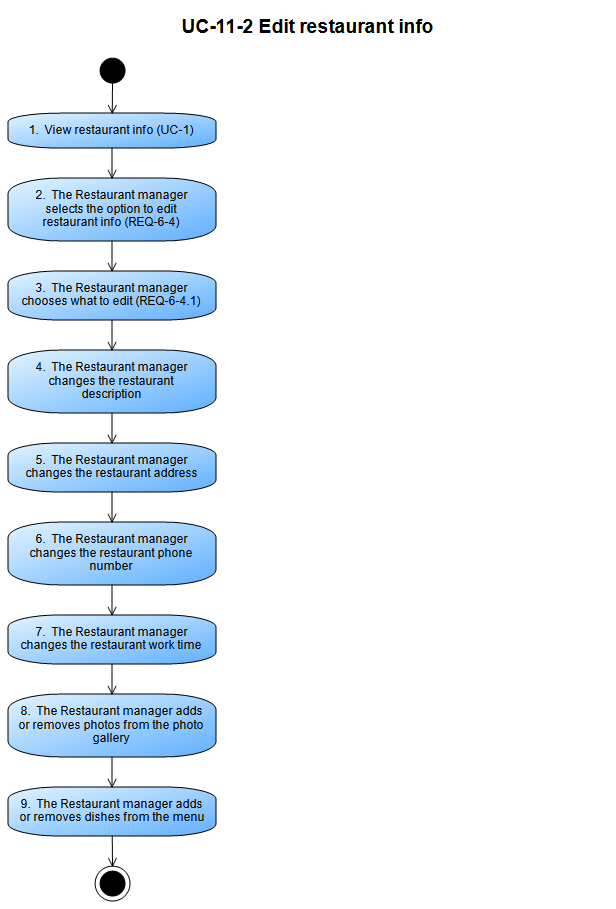 UC-11-2 Edit restaurant info
1. View restaurant info (UC-1)
2. The Restaurant manager
selects the option to edit
restaurant info (REQ-6-4)
3. The Restaurant manager
chooses what to edit (REQ-6-4.1)
4. The Restaurant manager
changes the restaurant
description
5. The Restaurant manager
changes the restaurant address
6. The Restaurant manager
changes the restaurant phone
number
7. The Restaurant manager
changes the restaurant work time
8. The Restaurant manager adds
or removes photos from the photo
gallery
9. The Restaurant manager adds
or removes dishes from the menu